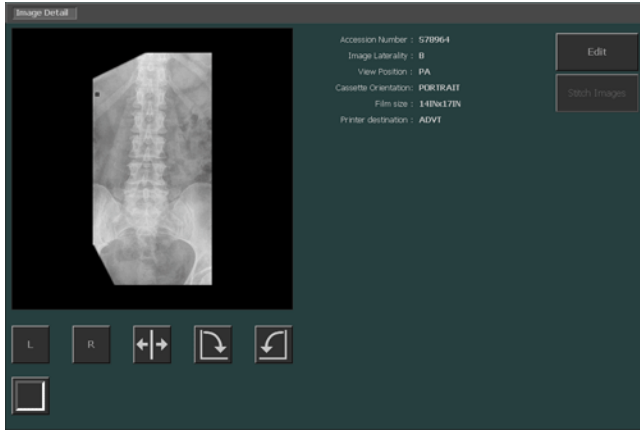 Image Detail
Accession Number : S78964
Image Laterality : B
View Position : PA
Cassette Orientation: PORTRAIT
Film size : 14INx17IN
Printer destination : ADVT
Edit
Stitch Images
L
R